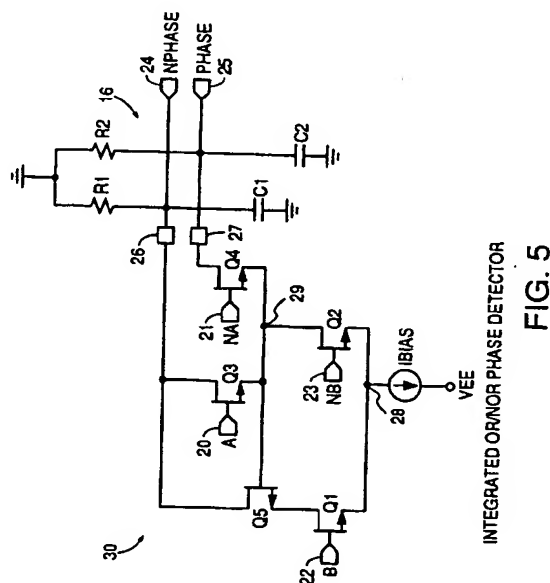 30
16
R1
R2
24
NPHASE
26
25
PHASE
27
C1
C2
20
A
Q3
21
NA
Q4
29
Q5
22
B
Q1
23
NB
Q2
28
IBIAS
VEE
INTEGRATED OR/NOR PHASE DETECTOR
FIG. 5